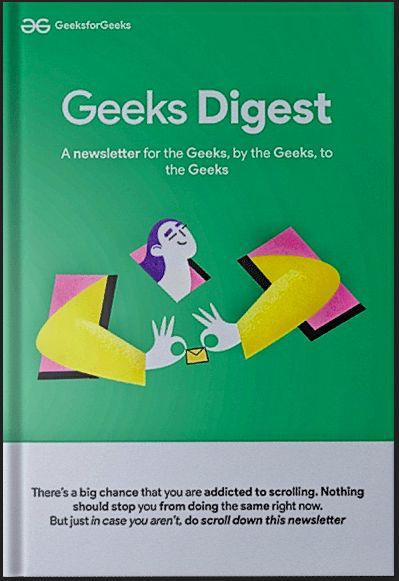 GeeksforGeeks
Geeks Digest
A newsletter for the Geeks, by the Geeks, to
the Geeks
There's a big chance that you are addicted to scrolling. Nothing
should stop you from doing the same right now.
But just in case you aren't, do scroll down this newsletter